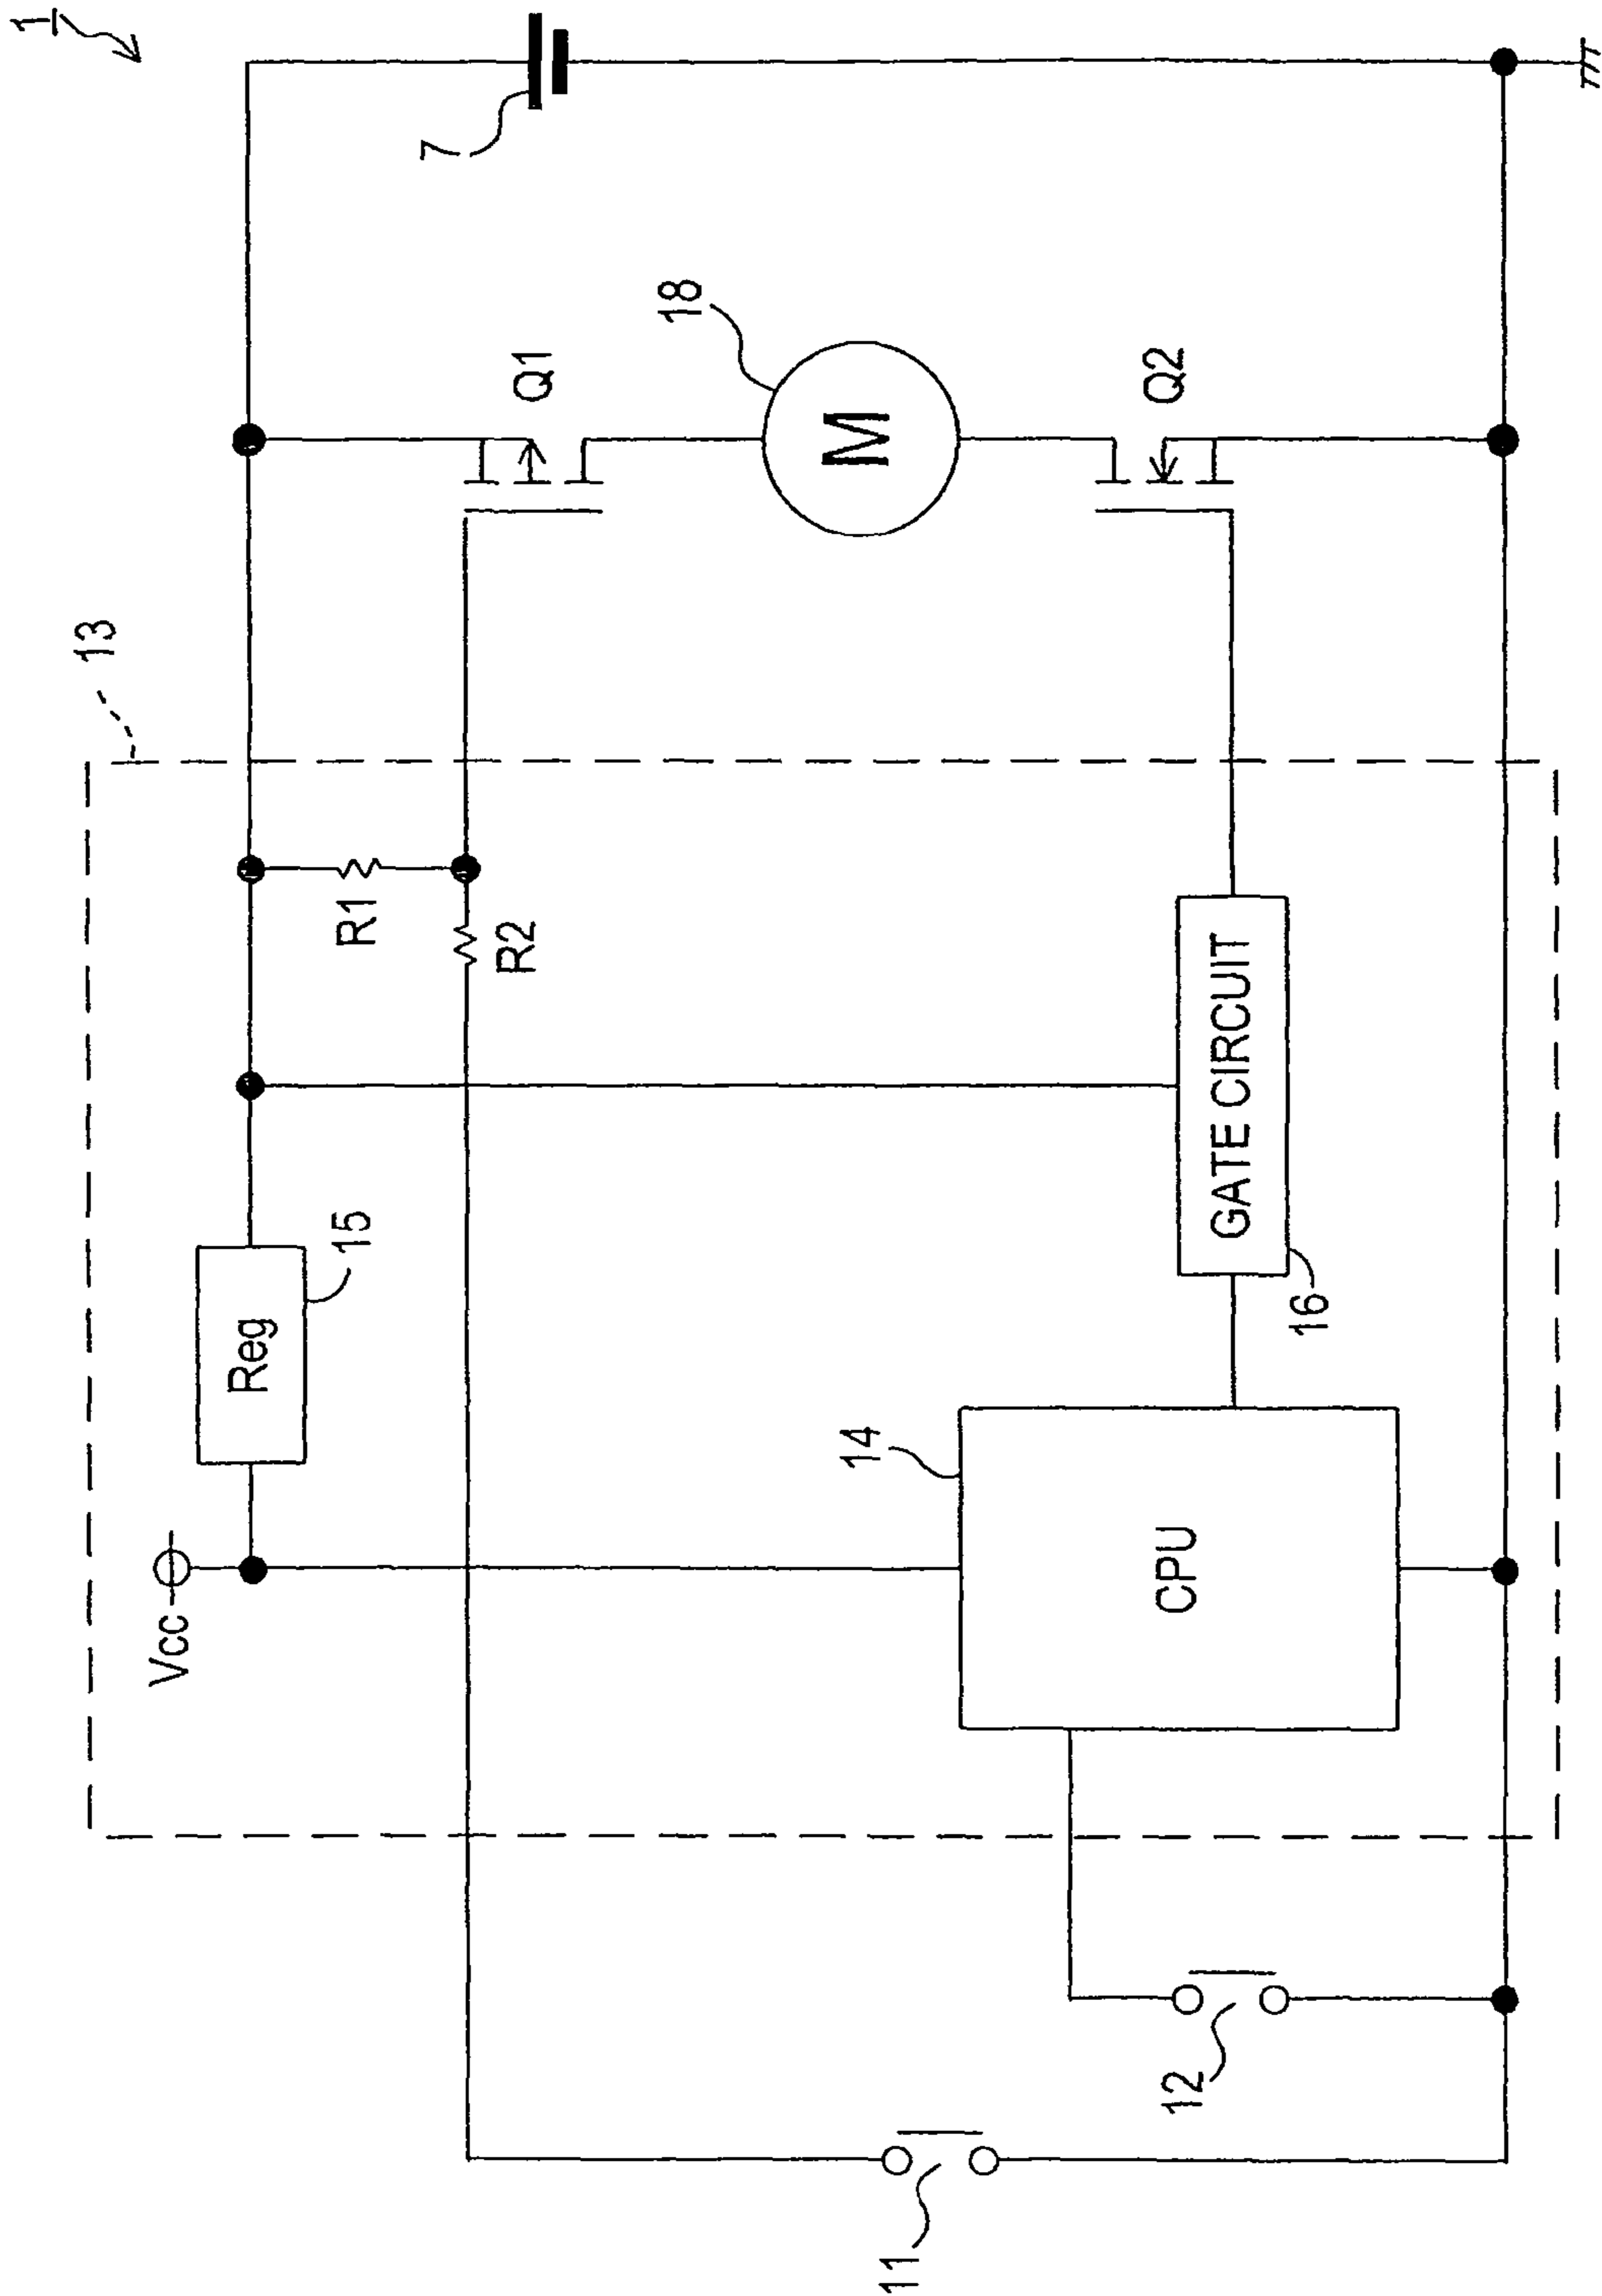 1
7
18
Q1
M
Q2
13
R1
R2
GATE CIRCUIT
16
Reg
15
Vcc
14
CPU
12
11